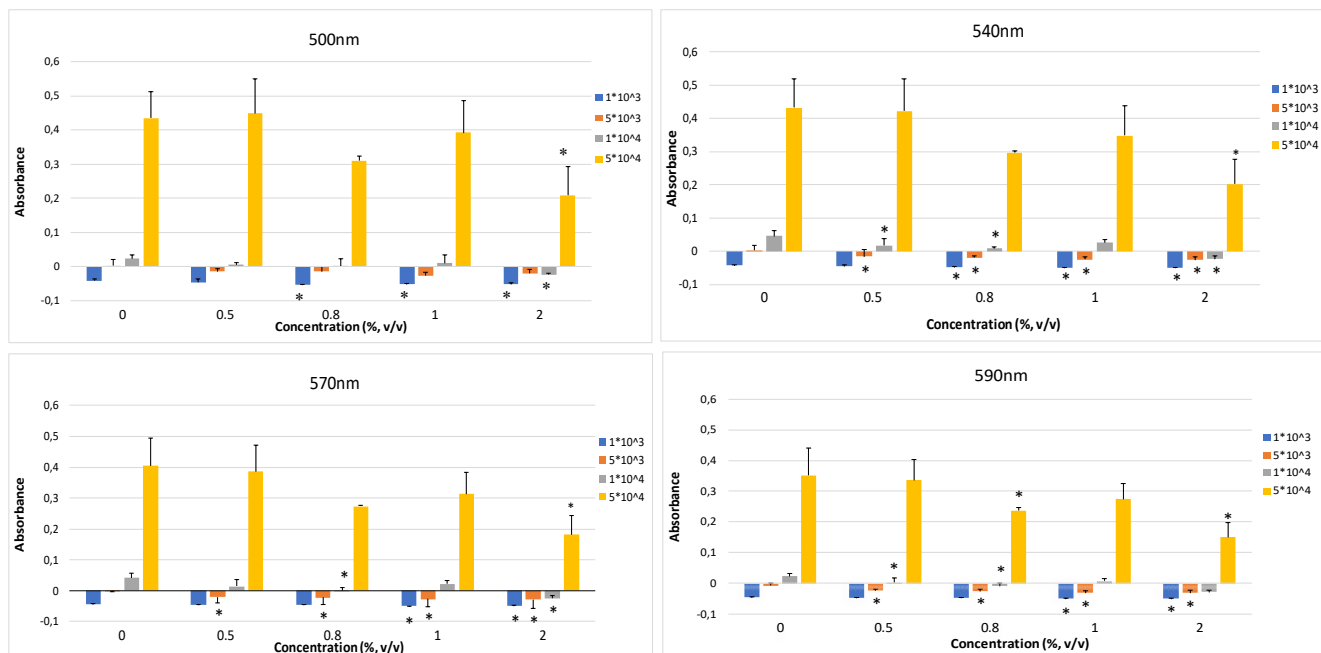 500nm
0,6
0,5
0,4
0,3
0,2
0,1
0
-0,1
Absorbance
* * * * *
0 0.5 0.8 1 2
Concentration (%, v/v)
1*10^3
5*10^3
1*10^4
5*10^4
540nm
0,6
0,5
0,4
0,3
0,2
0,1
0
-0,1
Absorbance
* * * * * * * * * * *
0 0.5 0.8 1 2
Concentration (%, v/v)
1*10^3
5*10^3
1*10^4
5*10^4
570nm
0,6
0,5
0,4
0,3
0,2
0,1
0
-0,1
Absorbance
* * * * * * * * *
0 0.5 0.8 1 2
Concentration (%, v/v)
1*10^3
5*10^3
1*10^4
5*10^4
590nm
0,6
0,5
0,4
0,3
0,2
0,1
0
-0,1
Absorbance
* * * * * * * * * *
0 0.5 0.8 1 2
Concentration (%, v/v)
1*10^3
5*10^3
1*10^4
5*10^4